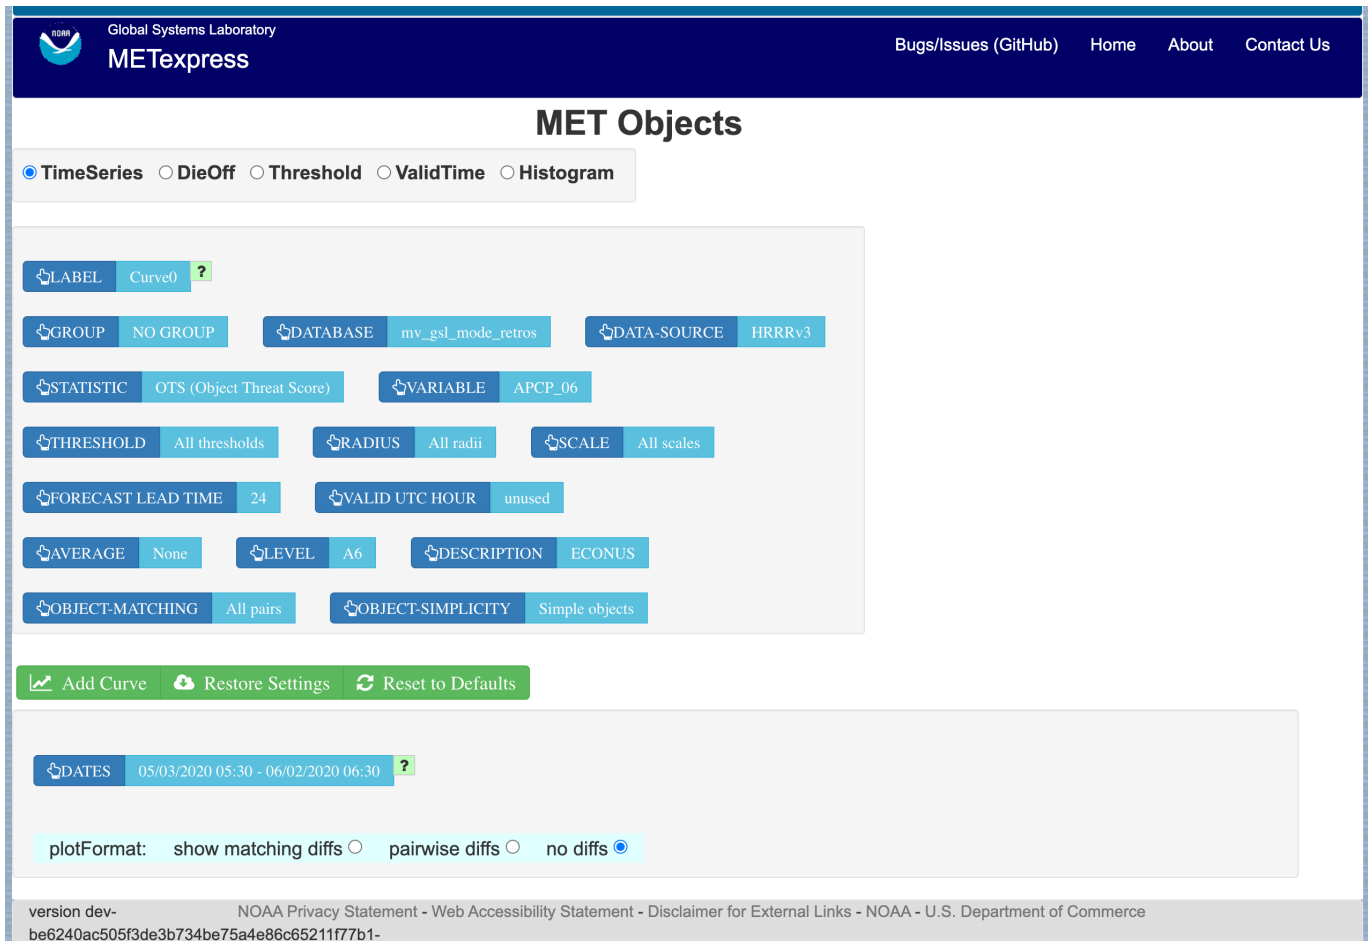 NOAA
Global Systems Laboratory
METexpress
Bugs/Issues (GitHub) Home About Contact Us
MET Objects
TimeSeries DieOff Threshold ValidTime Histogram
LABEL Curve0 ?
GROUP NO GROUP DATABASE mv_gsl_mode_retros DATA-SOURCE HRRRv3
STATISTIC OTS (Object Threat Score) VARIABLE APCP_06
THRESHOLD All thresholds RADIUS All radii SCALE All scales
FORECAST LEAD TIME 24 VALID UTC HOUR unused
AVERAGE None LEVEL A6 DESCRIPTION ECONUS
OBJECT-MATCHING All pairs OBJECT-SIMPLICITY Simple objects
Add Curve Restore Settings Reset to Defaults
DATES 05/03/2020 05:30 - 06/02/2020 06:30 ?
plotFormat: show matching diffs pairwise diffs no diffs
version dev- NOAA Privacy Statement - Web Accessibility Statement - Disclaimer for External Links - NOAA - U.S. Department of Commerce
be6240ac505f3de3b734be75a4e86c65211f77b1-